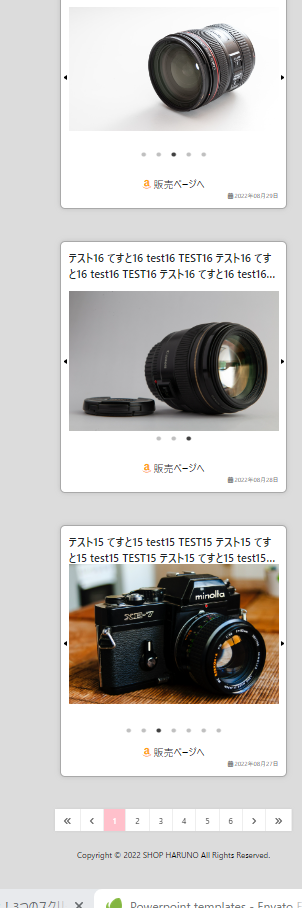 販売ページへ
2022年08月29日
テスト16 てすと16 test16 TEST16 テスト16 てす
と16 test16 TEST16 テスト16 てすと16 test16...
販売ページへ
2022年08月28日
テスト15 てすと15 test15 TEST15 テスト15 てす
と15 test15 TEST15 テスト15 てすと15 test15...
minolta
XE-7
販売ページへ
2022年08月27日
« ‹ 1 2 3 4 5 6 › »
Copyright © 2022 SHOP HARUNO All Rights Reserved.
Powerpoint templates - Envato